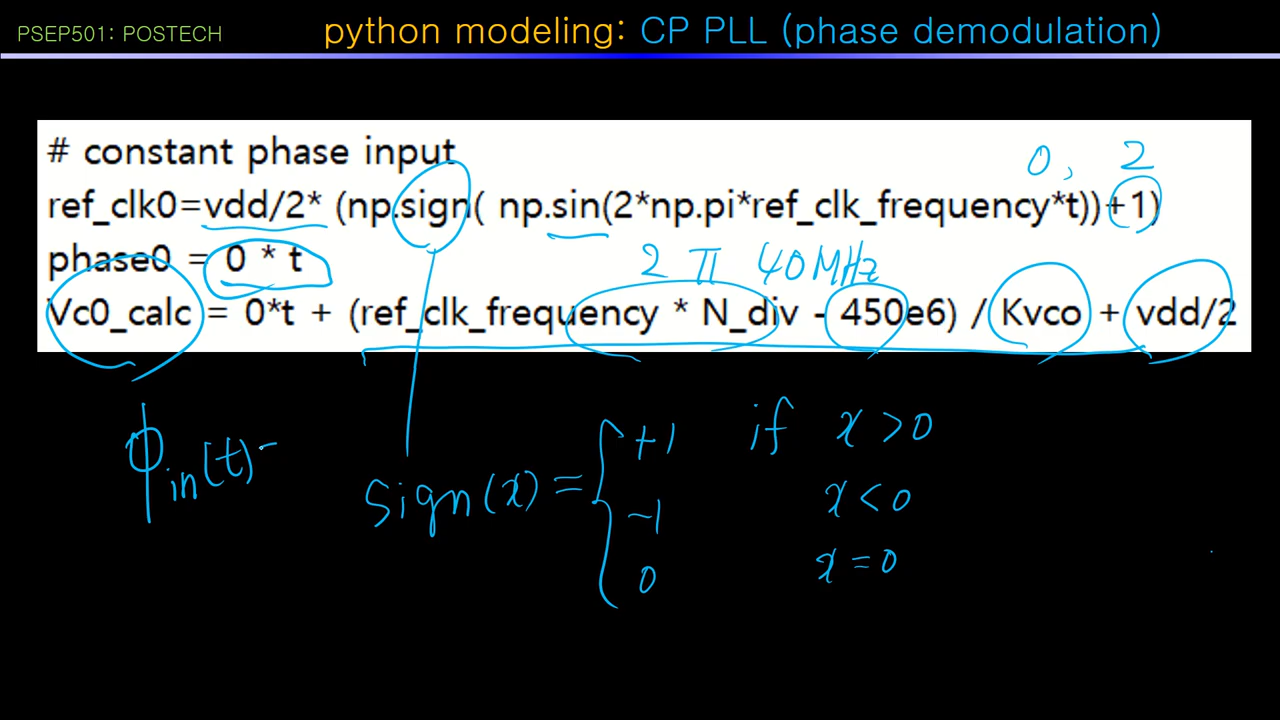 PSEP501: POSTECH
python modeling: CP PLL (phase demodulation)
# constant phase input
0, 2
ref_clk0=vdd/2* (np.sign( np.sin(2*np.pi*ref_clk_frequency*t))+1)
phase0 = 0 * t
2 π 40MHz
Vc0_calc = 0*t + (ref_clk_frequency * N_div - 450e6) / Kvco + vdd/2
ϕin(t)-
sign(x) = { +1 if x > 0
-1 x < 0
0 x = 0